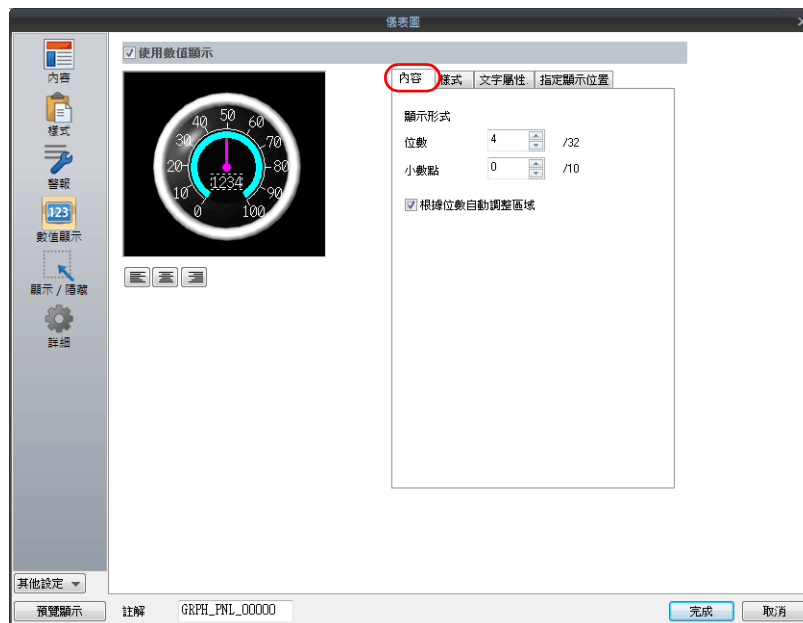 儀表圖
內容
樣式
警報
數值顯示
顯示 / 隱藏
詳細
其他設定
預覽顯示
使用數值顯示
0
10
20
30
40
50
60
70
80
90
100
1234
內容 樣式 文字屬性. 指定顯示位置
顯示形式
位數 4 /32
小數點 0 /10
根據位數自動調整區域
註解 GRPH_PNL_00000
完成 取消